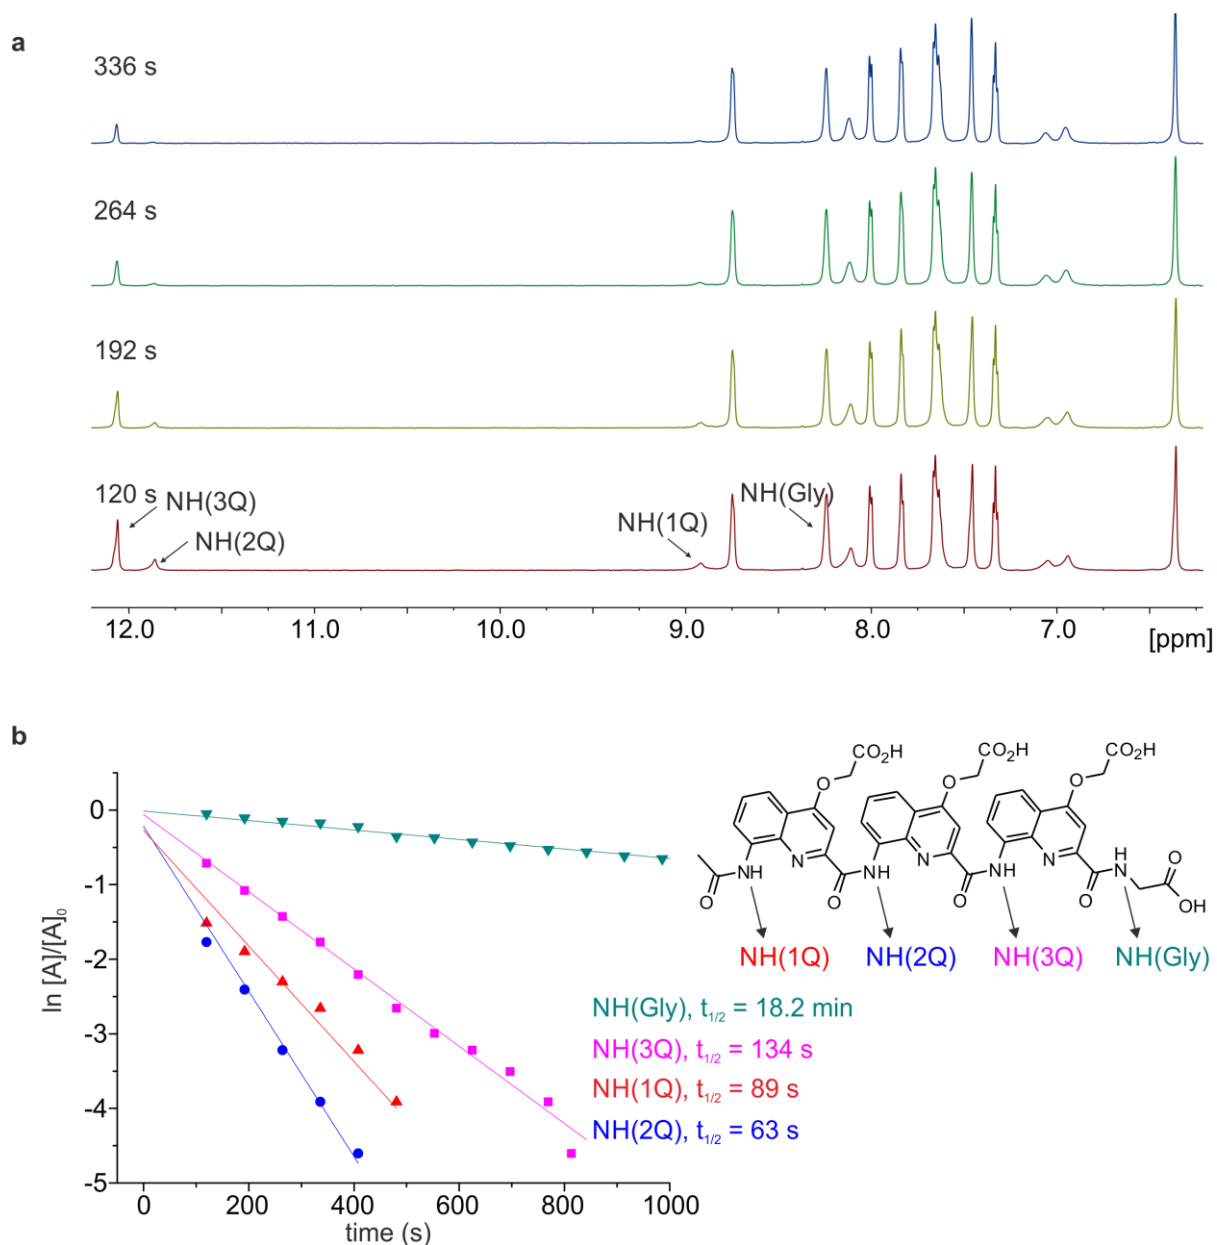 a
336 s
264 s
192 s
120 s
NH(3Q)
NH(2Q)
NH(1Q)
NH(Gly)
12.0 11.0 10.0 9.0 8.0 7.0 [ppm]
b
ln [A]/[A]₀
0
-1
-2
-3
-4
-5
0 200 400 600 800 1000
time (s)
CO₂H CO₂H CO₂H
O O O
N N N
O NH O NH O NH O NH O
OH
NH(1Q) NH(2Q) NH(3Q) NH(Gly)
NH(Gly), t₁/₂ = 18.2 min
NH(3Q), t₁/₂ = 134 s
NH(1Q), t₁/₂ = 89 s
NH(2Q), t₁/₂ = 63 s